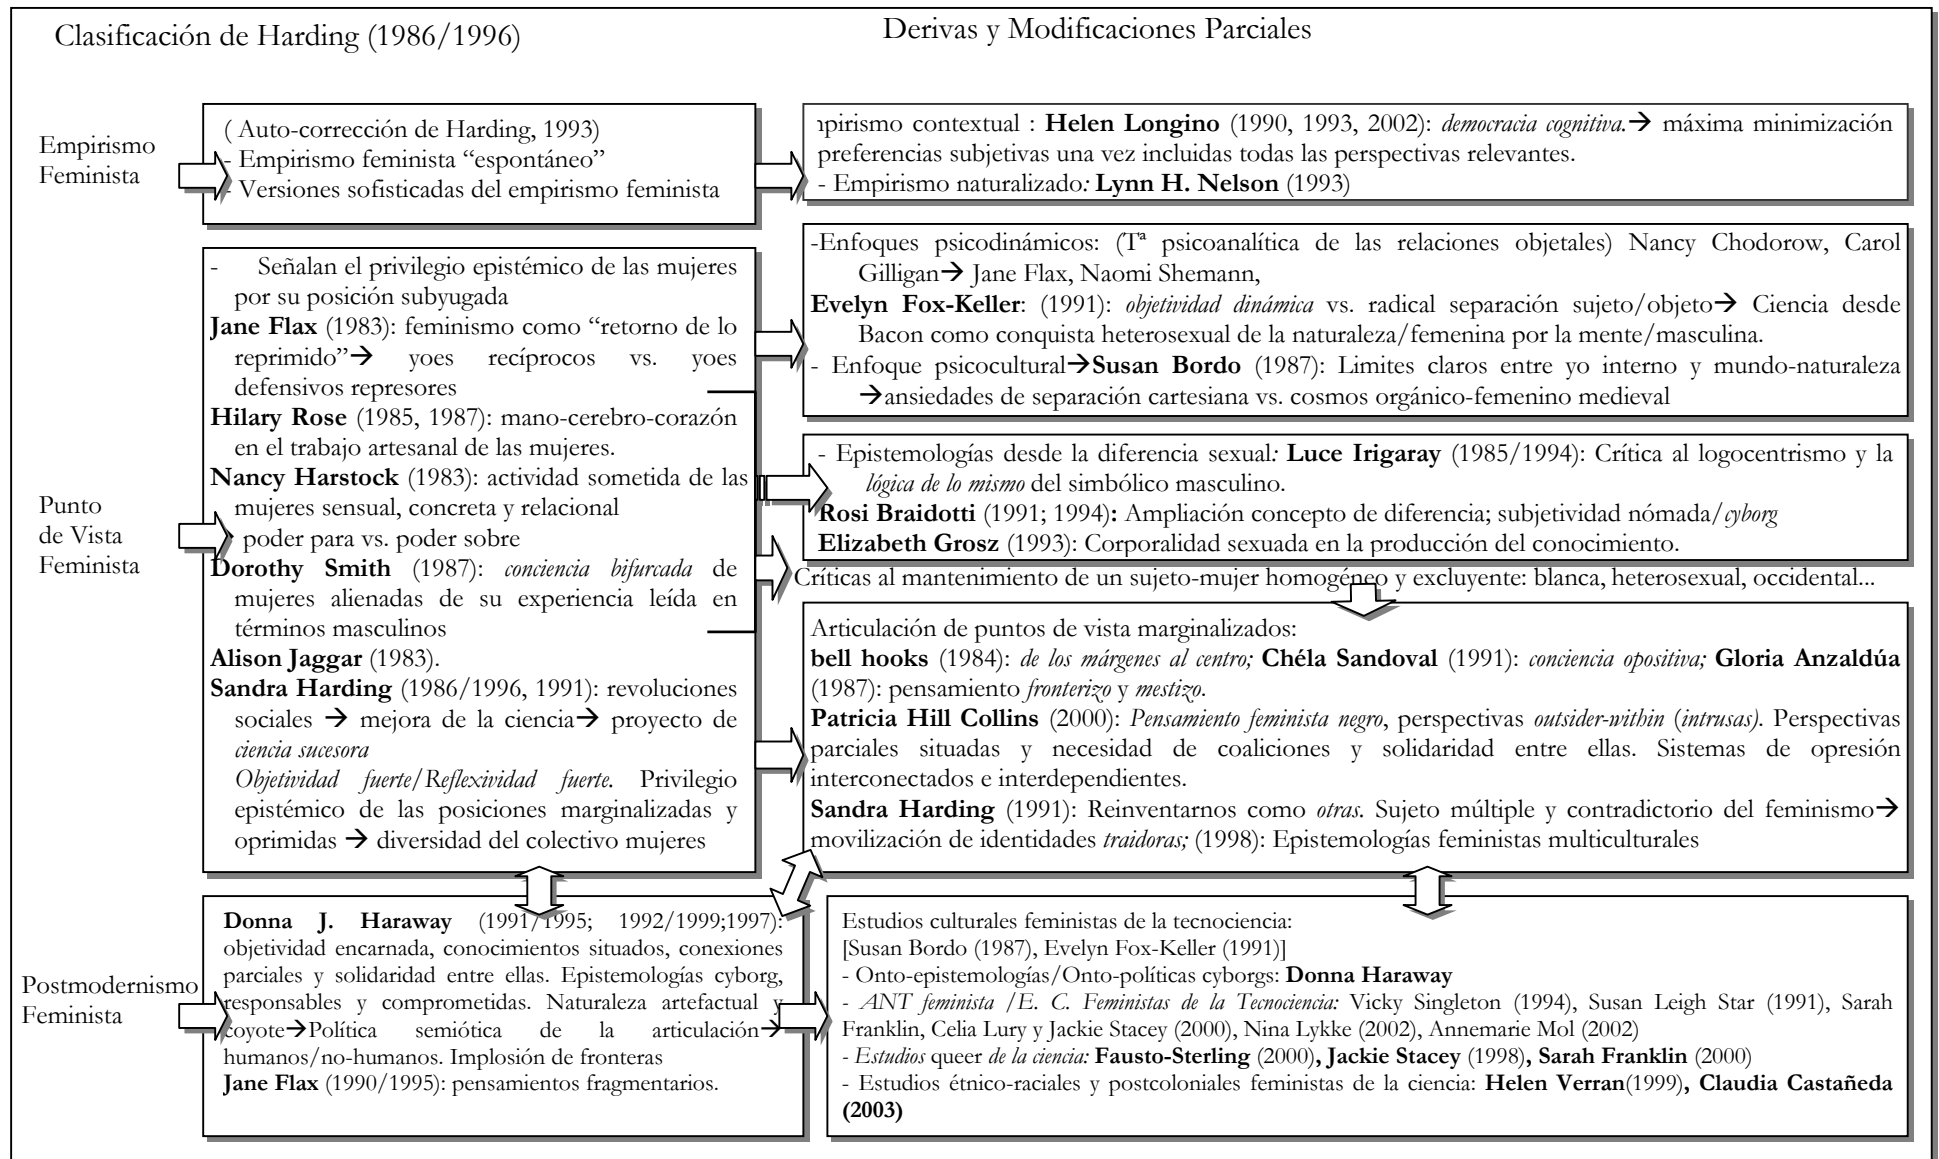 Clasificación de Harding (1986/1996)
Derivas y Modificaciones Parciales
Empirismo
Feminista
( Auto-corrección de Harding, 1993)
- Empirismo feminista “espontáneo”
- Versiones sofisticadas del empirismo feminista
contextual : Helen Longino (1990, 1993, 2002): democracia cognitiva.→ máxima minimización
preferencias subjetivas una vez incluidas todas las perspectivas relevantes.
- Empirismo naturalizado: Lynn H. Nelson (1993)
Punto
de Vista
Feminista
- Señalan el privilegio epistémico de las mujeres
por su posición subyugada
Jane Flax (1983): feminismo como “retorno de lo
reprimido”→ yoes recíprocos vs. yoes
defensivos represores
Hilary Rose (1985, 1987): mano-cerebro-corazón
en el trabajo artesanal de las mujeres.
Nancy Harstock (1983): actividad sometida de las
mujeres sensual, concreta y relacional
poder para vs. poder sobre
Dorothy Smith (1987): conciencia bifurcada de
mujeres alienadas de su experiencia leída en
términos masculinos
Alison Jaggar (1983).
Sandra Harding (1986/1996, 1991): revoluciones
sociales → mejora de la ciencia→ proyecto de
ciencia sucesora
Objetividad fuerte/Reflexividad fuerte. Privilegio
epistémico de las posiciones marginalizadas y
oprimidas → diversidad del colectivo mujeres
-Enfoques psicodinámicos: (Tª psicoanalítica de las relaciones objetales) Nancy Chodorow, Carol
Gilligan→ Jane Flax, Naomi Shemann,
Evelyn Fox-Keller: (1991): objetividad dinámica vs. radical separación sujeto/objeto→ Ciencia desde
Bacon como conquista heterosexual de la naturaleza/femenina por la mente/masculina.
- Enfoque psicocultural→Susan Bordo (1987): Limites claros entre yo interno y mundo-naturaleza
→ansiedades de separación cartesiana vs. cosmos orgánico-femenino medieval
- Epistemologías desde la diferencia sexual: Luce Irigaray (1985/1994): Crítica al logocentrismo y la
lógica de lo mismo del simbólico masculino.
Rosi Braidotti (1991; 1994): Ampliación concepto de diferencia; subjetividad nómada/cyborg
Elizabeth Grosz (1993): Corporalidad sexuada en la producción del conocimiento.
Críticas al mantenimiento de un sujeto-mujer homogéneo y excluyente: blanca, heterosexual, occidental...
Articulación de puntos de vista marginalizados:
bell hooks (1984): de los márgenes al centro; Chéla Sandoval (1991): conciencia opositiva; Gloria Anzaldúa
(1987): pensamiento fronterizo y mestizo.
Patricia Hill Collins (2000): Pensamiento feminista negro, perspectivas outsider-within (intrusas). Perspectivas
parciales situadas y necesidad de coaliciones y solidaridad entre ellas. Sistemas de opresión
interconectados e interdependientes.
Sandra Harding (1991): Reinventarnos como otras. Sujeto múltiple y contradictorio del feminismo→
movilización de identidades traidoras; (1998): Epistemologías feministas multiculturales
Postmodernismo
Feminista
Donna J. Haraway (1991/1995; 1992/1999;1997):
objetividad encarnada, conocimientos situados, conexiones
parciales y solidaridad entre ellas. Epistemologías cyborg,
responsables y comprometidas. Naturaleza artefactual y
coyote→Política semiótica de la articulación→
humanos/no-humanos. Implosión de fronteras
Jane Flax (1990/1995): pensamientos fragmentarios.
Estudios culturales feministas de la tecnociencia:
[Susan Bordo (1987), Evelyn Fox-Keller (1991)]
- Onto-epistemologías/Onto-políticas cyborgs: Donna Haraway
- ANT feminista /E. C. Feministas de la Tecnociencia: Vicky Singleton (1994), Susan Leigh Star (1991), Sarah
Franklin, Celia Lury y Jackie Stacey (2000), Nina Lykke (2002), Annemarie Mol (2002)
- Estudios queer de la ciencia: Fausto-Sterling (2000), Jackie Stacey (1998), Sarah Franklin (2000)
- Estudios étnico-raciales y postcoloniales feministas de la ciencia: Helen Verran(1999), Claudia Castañeda
(2003)